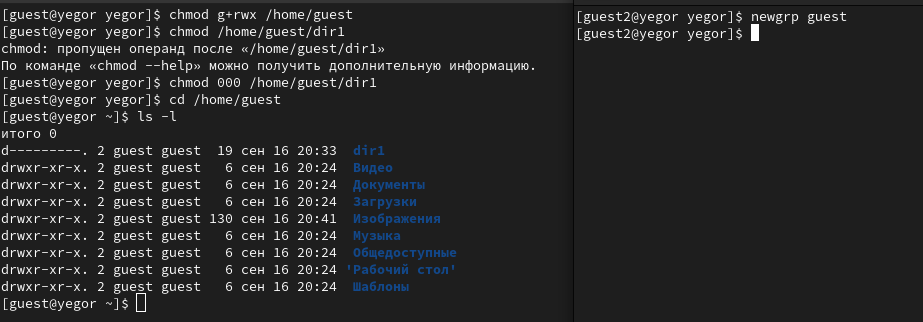 [guest@yegor yegor]$ chmod g+rwx /home/guest
[guest@yegor yegor]$ chmod /home/guest/dir1
chmod: пропущен операнд после «/home/guest/dir1»
По команде «chmod --help» можно получить дополнительную информацию.
[guest@yegor yegor]$ chmod 000 /home/guest/dir1
[guest@yegor yegor]$ cd /home/guest
[guest@yegor ~]$ ls -l
итого 0
d---------. 2 guest guest  19 сен 16 20:33  dir1
drwxr-xr-x. 2 guest guest   6 сен 16 20:24  Видео
drwxr-xr-x. 2 guest guest   6 сен 16 20:24  Документы
drwxr-xr-x. 2 guest guest   6 сен 16 20:24  Загрузки
drwxr-xr-x. 2 guest guest 130 сен 16 20:41  Изображения
drwxr-xr-x. 2 guest guest   6 сен 16 20:24  Музыка
drwxr-xr-x. 2 guest guest   6 сен 16 20:24  Общедоступные
drwxr-xr-x. 2 guest guest   6 сен 16 20:24 'Рабочий стол'
drwxr-xr-x. 2 guest guest   6 сен 16 20:24  Шаблоны
[guest@yegor ~]$
[guest2@yegor yegor]$ newgrp guest
[guest2@yegor yegor]$